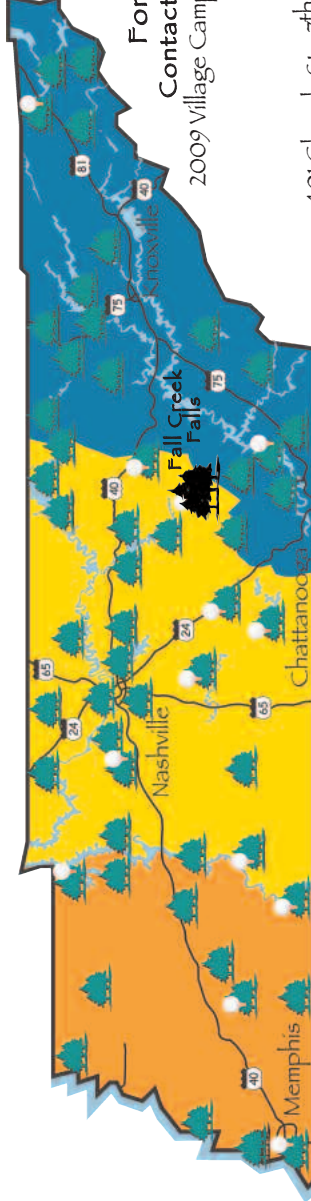 For
Contact
2009 Village Camp
81
40
75
Knoxville
65
24
40
Fall Creek
Falls
75
Nashville
24
65
Chattanooga
40
Memphis